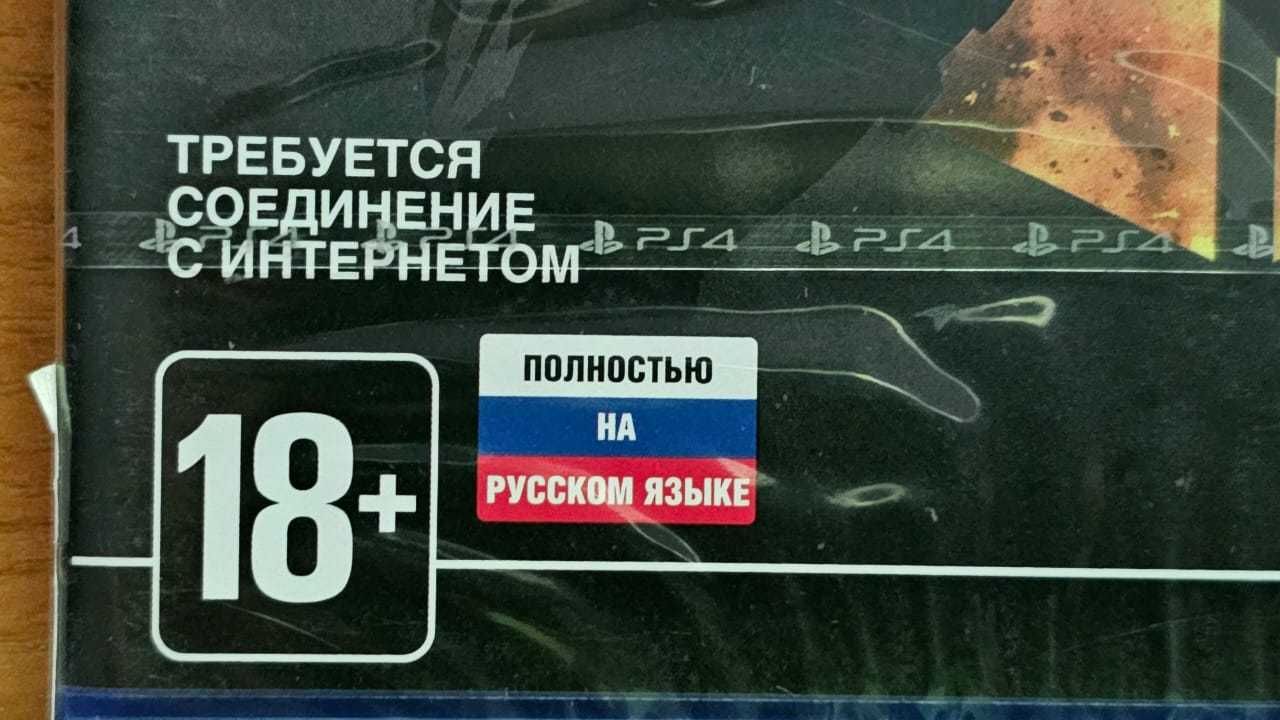 ТРЕБУЕТСЯ
СОЕДИНЕНИЕ
PS4 PS4 PS4 PS4 PS4
С ИНТЕРНЕТОМ
ПОЛНОСТЬЮ
НА
РУССКОМ ЯЗЫКЕ
18+